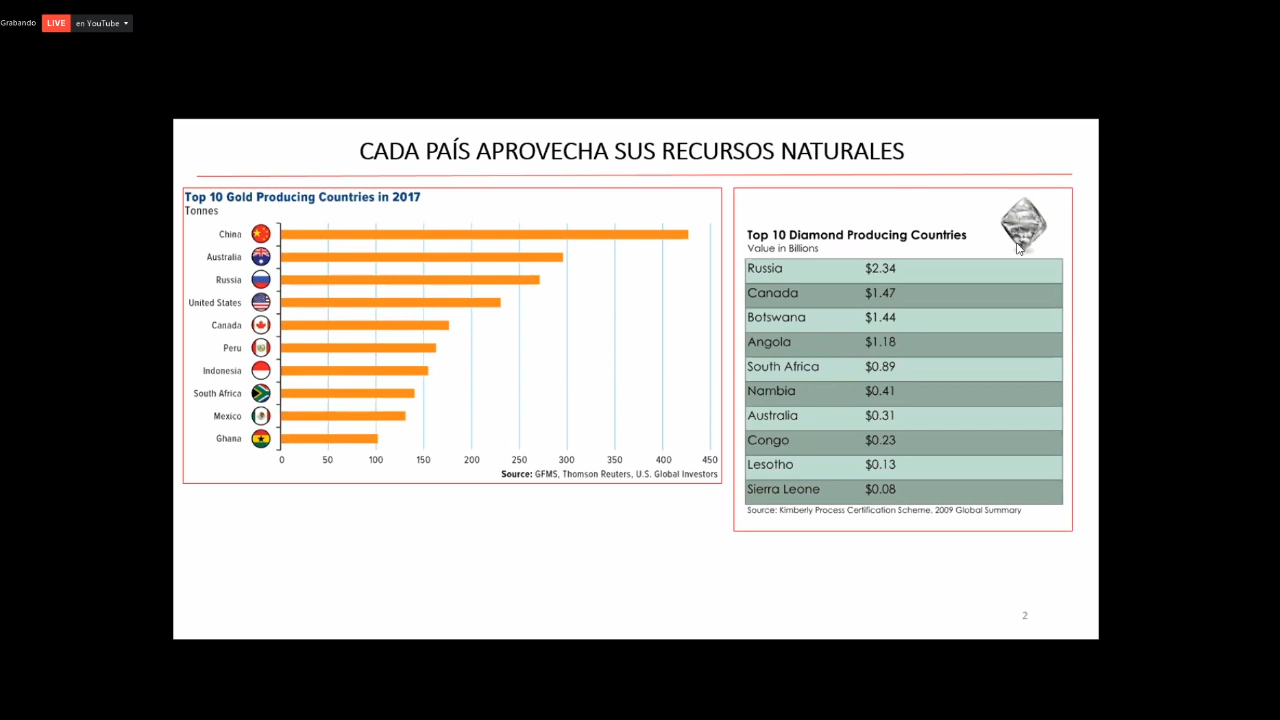 Grabando LIVE en YouTube
CADA PAÍS APROVECHA SUS RECURSOS NATURALES
Top 10 Gold Producing Countries in 2017
Tonnes
China
Australia
Russia
United States
Canada
Peru
Indonesia
South Africa
Mexico
Ghana
0 50 100 150 200 250 300 350 400 450
Source: GFMS, Thomson Reuters, U.S. Global Investors
Top 10 Diamond Producing Countries
Value in Billions
Russia $2.34
Canada $1.47
Botswana $1.44
Angola $1.18
South Africa $0.89
Nambia $0.41
Australia $0.31
Congo $0.23
Lesotho $0.13
Sierra Leone $0.08
Source: Kimberly Process Certification Scheme, 2009 Global Summary
2